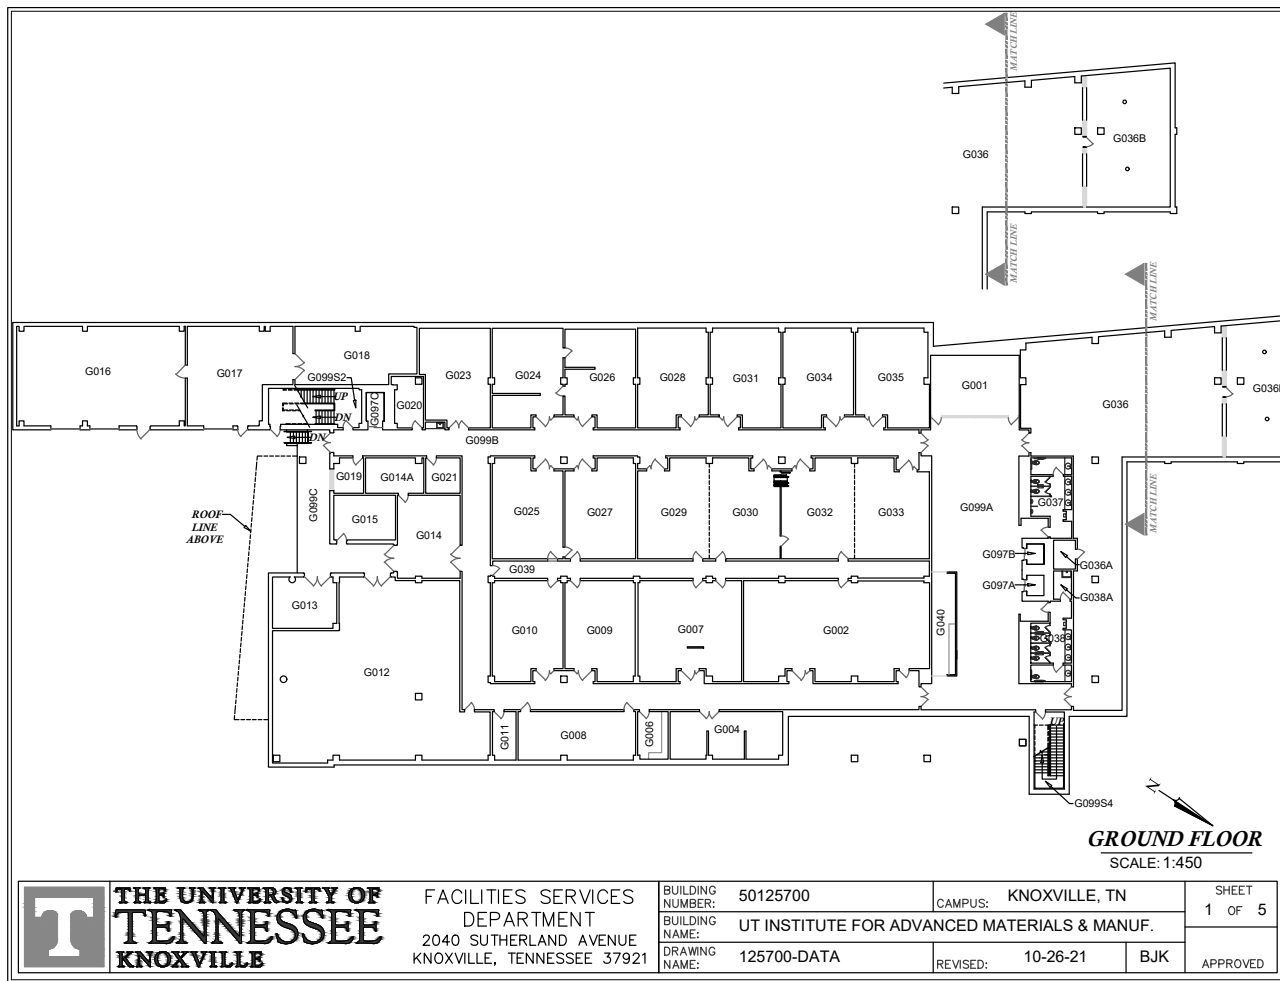 MATCH LINE
G036
G036B
MATCH LINE
MATCH LINE
G016
G017
G018
G099S2
UP
DN
DN
G097C
G020
G023
G024
G026
G028
G031
G034
G035
G001
G036
G099B
G099C
G019
G014A
G021
G015
G014
G025
G027
G029
G030
G032
G033
G099A
G037
G097B
G036A
G097A
G038A
G038
G039
G040
MATCH LINE
ROOF
LINE
ABOVE
G013
G012
G010
G009
G007
G002
G011
G008
G006
G004
UP
G099S4
N
GROUND FLOOR
SCALE: 1:450
T
THE UNIVERSITY OF
TENNESSEE
KNOXVILLE
FACILITIES SERVICES
DEPARTMENT
2040 SUTHERLAND AVENUE
KNOXVILLE, TENNESSEE 37921
BUILDING
NUMBER:
50125700
CAMPUS:
KNOXVILLE, TN
BUILDING
NAME:
UT INSTITUTE FOR ADVANCED MATERIALS & MANUF.
DRAWING
NAME:
125700-DATA
REVISED:
10-26-21
BJK
SHEET
1 OF 5
APPROVED